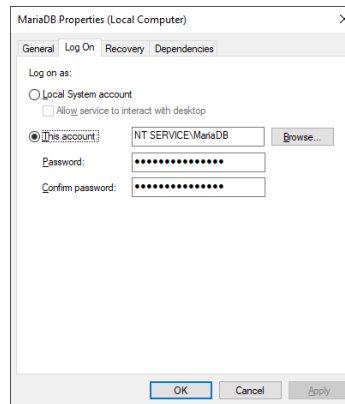 MariaDB Properties (Local Computer)
General Log On Recovery Dependencies
Log on as:
Local System account
Allow service to interact with desktop
This account: NT SERVICE\MariaDB Browse...
Password: •••••••••••••••
Confirm password: •••••••••••••••
OK Cancel Apply